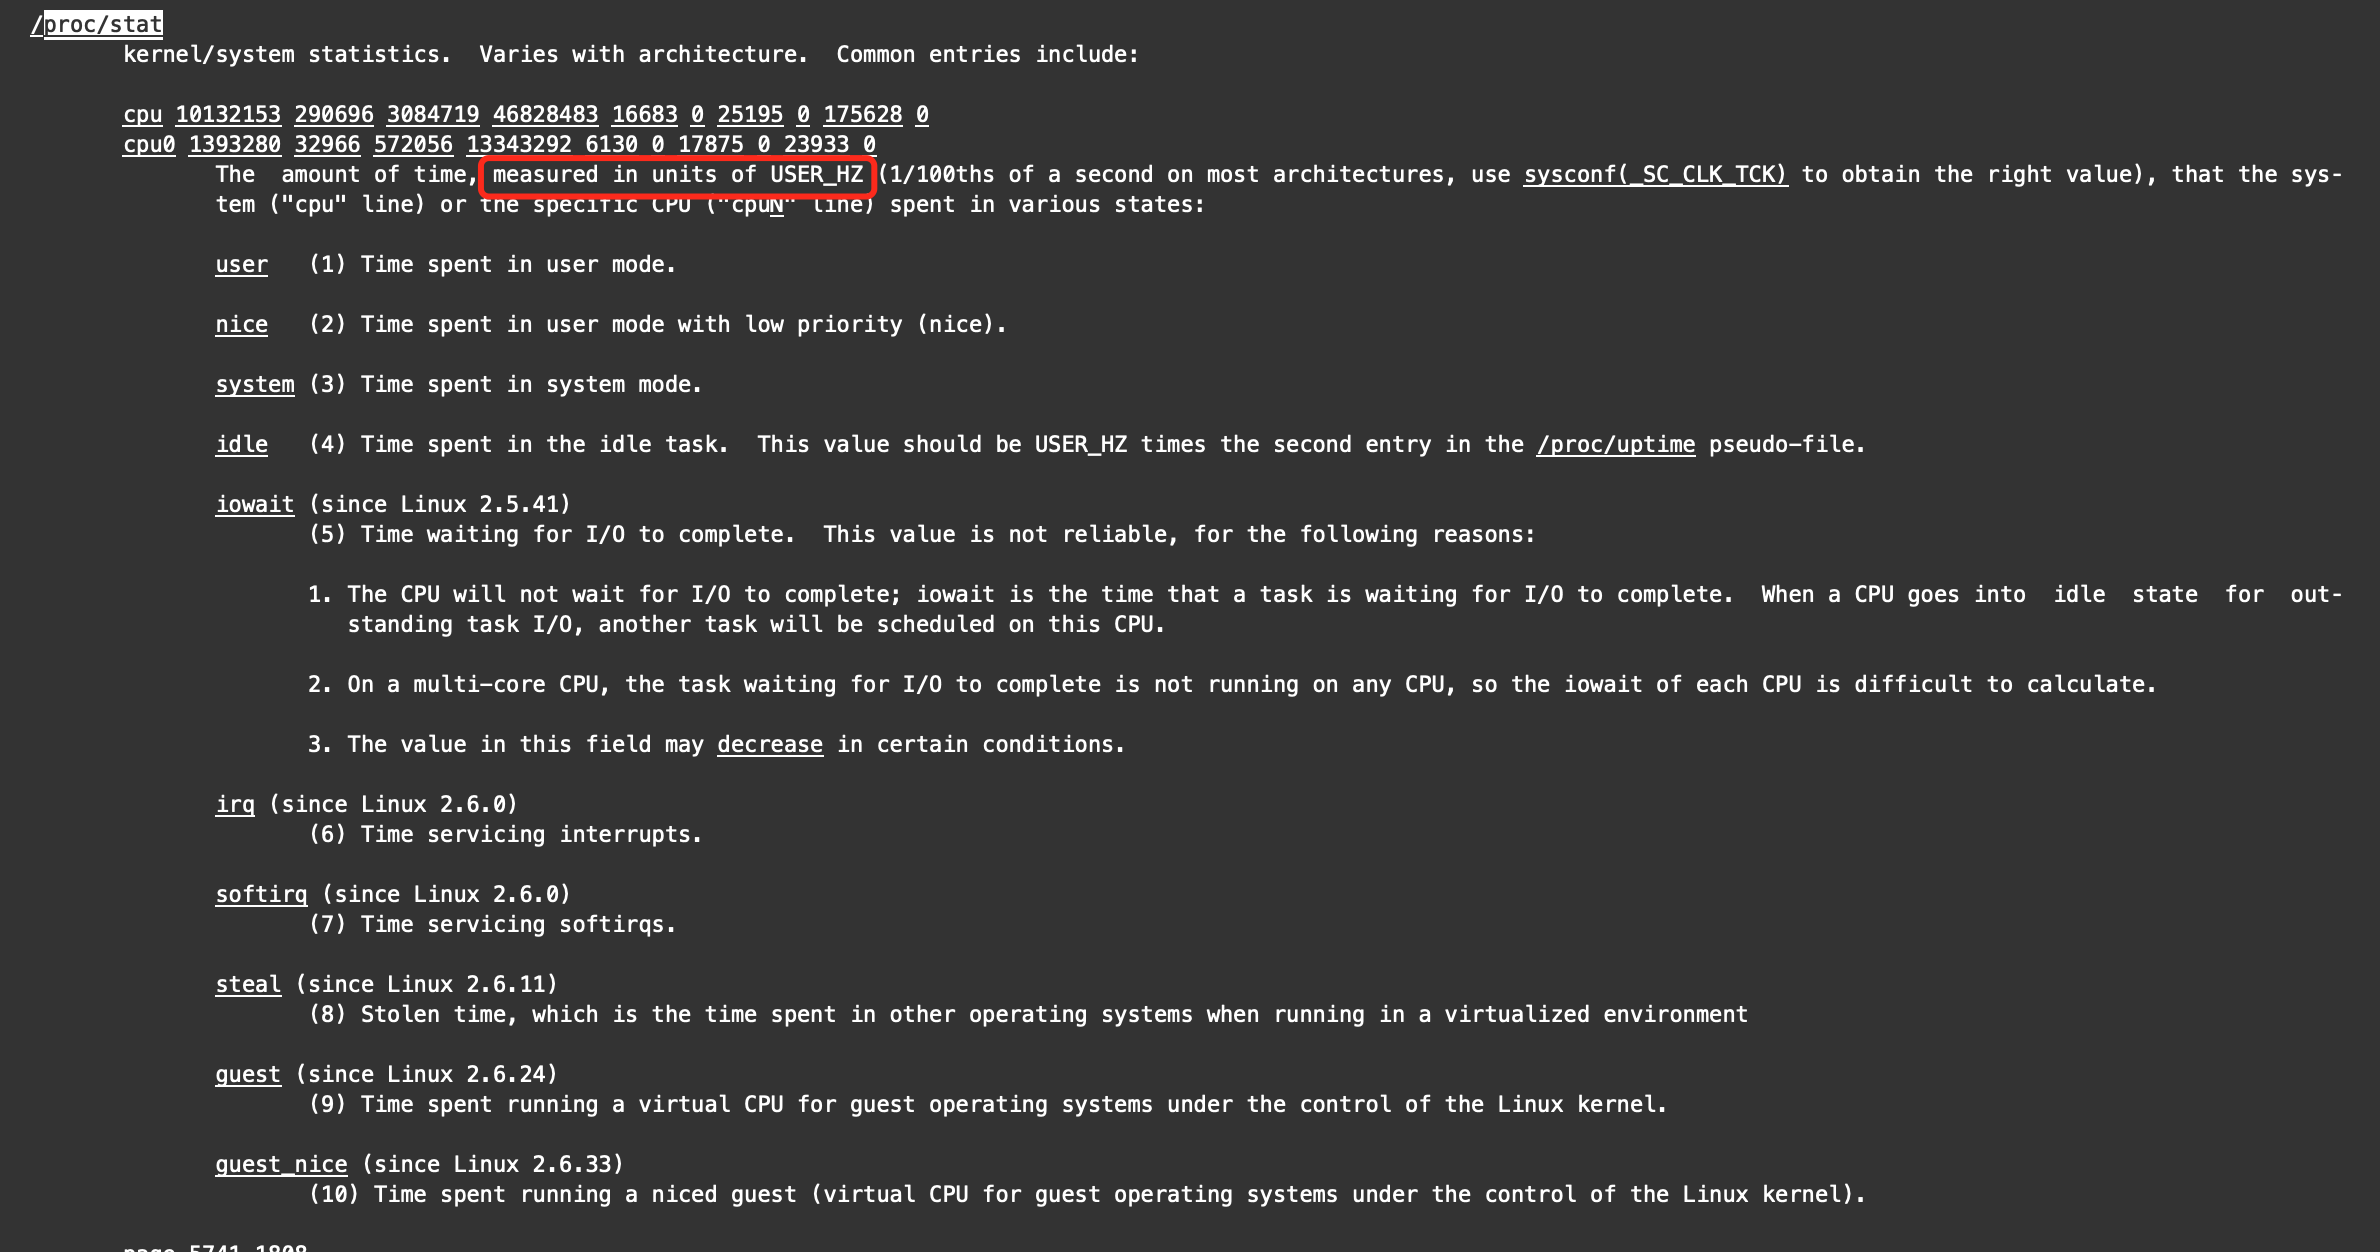 /proc/stat
kernel/system statistics.  Varies with architecture.  Common entries include:
cpu 10132153 290696 3084719 46828483 16683 0 25195 0 175628 0
cpu0 1393280 32966 572056 13343292 6130 0 17875 0 23933 0
The  amount of time, measured in units of USER_HZ (1/100ths of a second on most architectures, use sysconf(_SC_CLK_TCK) to obtain the right value), that the sys-
tem ("cpu" line) or the specific CPU ("cpuN" line) spent in various states:
user   (1) Time spent in user mode.
nice   (2) Time spent in user mode with low priority (nice).
system (3) Time spent in system mode.
idle   (4) Time spent in the idle task.  This value should be USER_HZ times the second entry in the /proc/uptime pseudo-file.
iowait (since Linux 2.5.41)
(5) Time waiting for I/O to complete.  This value is not reliable, for the following reasons:
1. The CPU will not wait for I/O to complete; iowait is the time that a task is waiting for I/O to complete.  When a CPU goes into  idle  state  for  out-
standing task I/O, another task will be scheduled on this CPU.
2. On a multi-core CPU, the task waiting for I/O to complete is not running on any CPU, so the iowait of each CPU is difficult to calculate.
3. The value in this field may decrease in certain conditions.
irq (since Linux 2.6.0)
(6) Time servicing interrupts.
softirq (since Linux 2.6.0)
(7) Time servicing softirqs.
steal (since Linux 2.6.11)
(8) Stolen time, which is the time spent in other operating systems when running in a virtualized environment
guest (since Linux 2.6.24)
(9) Time spent running a virtual CPU for guest operating systems under the control of the Linux kernel.
guest_nice (since Linux 2.6.33)
(10) Time spent running a niced guest (virtual CPU for guest operating systems under the control of the Linux kernel).
page 5741 1808